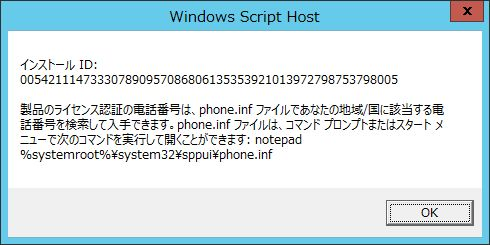 Windows Script Host
インストール ID:
005421114733307890957086806135353921013972798753798005
製品のライセンス認証の電話番号は、phone.inf ファイルであなたの地域/国に該当する電
話番号を検索して入手できます。phone.inf ファイルは、コマンド プロンプトまたはスタート メ
ニューで次のコマンドを実行して開くことができます: notepad
%systemroot%¥system32¥sppui¥phone.inf
OK